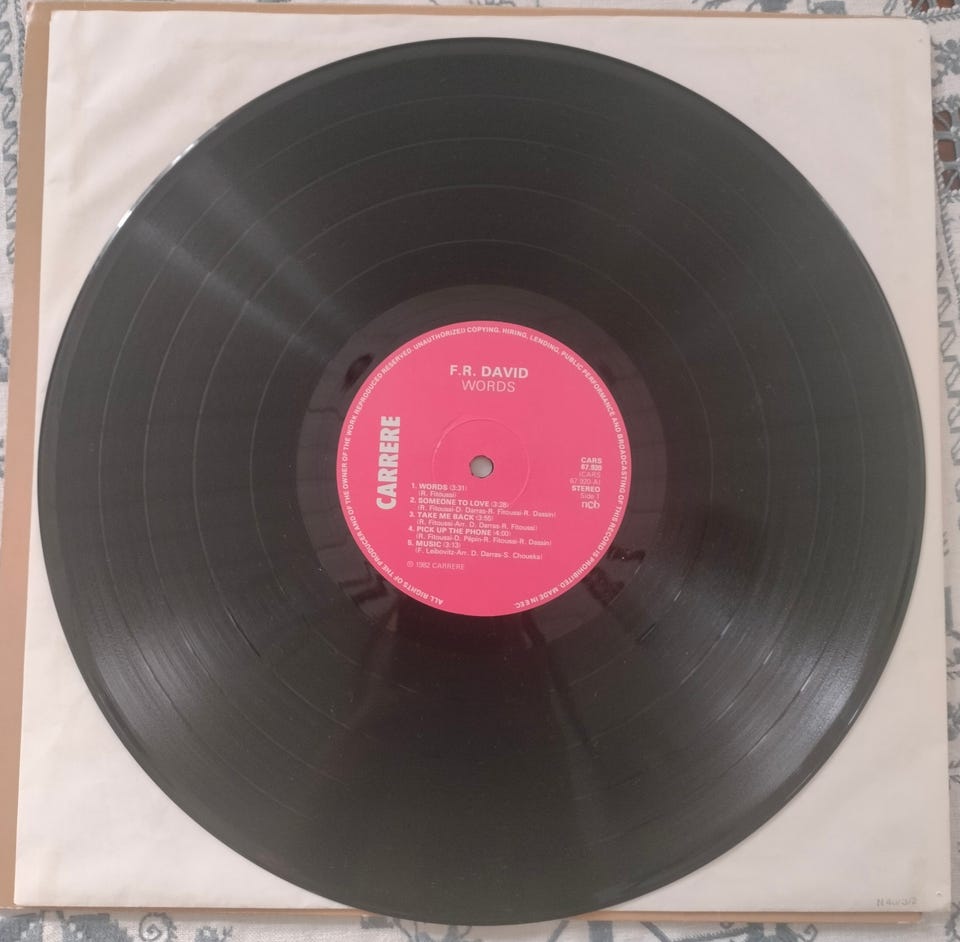 F.R. DAVID
WORDS
CARRERE
CARS
67.920
(CARS
67.920-A)
STEREO
Side 1
ncb
1. WORDS (3:31)
(R. Fitoussi)
2. SOMEONE TO LOVE (3:28)
(R. Fitoussi-D. Darras-R. Fitoussi-R. Dassin)
3. TAKE ME BACK (3:56)
(R. Fitoussi-Arr. D. Darras-R. Fitoussi)
4. PICK UP THE PHONE (4:00)
(R. Fitoussi-D. Pépin-R. Fitoussi-R. Dassin)
5. MUSIC (3:13)
(F. Leibovitz-Arr. D. Darras-S. Chouska)
℗ 1982 CARRERE
ALL RIGHTS OF THE PRODUCER AND OF THE OWNER OF THE WORK REPRODUCED RESERVED. UNAUTHORIZED COPYING, HIRING, LENDING, PUBLIC PERFORMANCE AND BROADCASTING OF THIS RECORD IS PROHIBITED. MADE IN EEC.